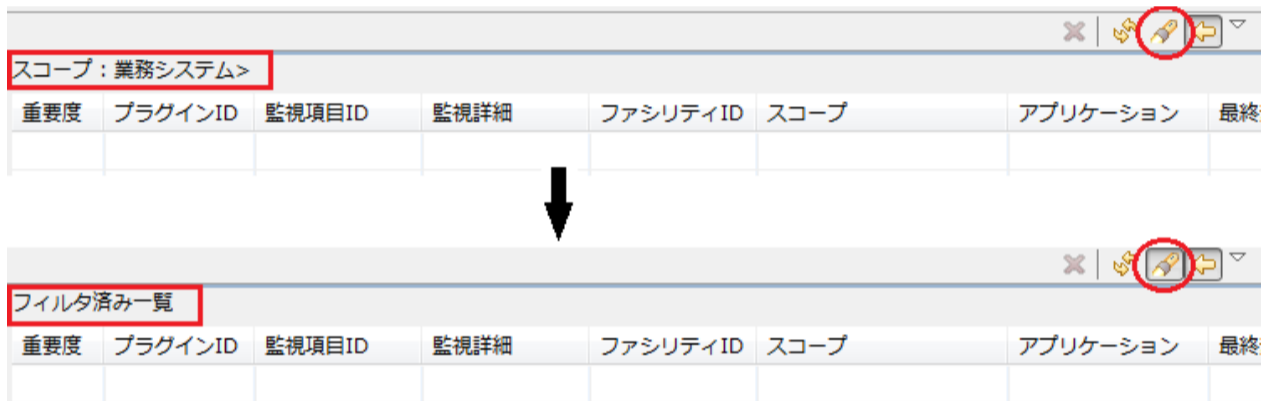 スコープ：業務システム>
重要度 プラグインID 監視項目ID 監視詳細 ファシリティID スコープ アプリケーション 最終
フィルタ済み一覧
重要度 プラグインID 監視項目ID 監視詳細 ファシリティID スコープ アプリケーション 最終